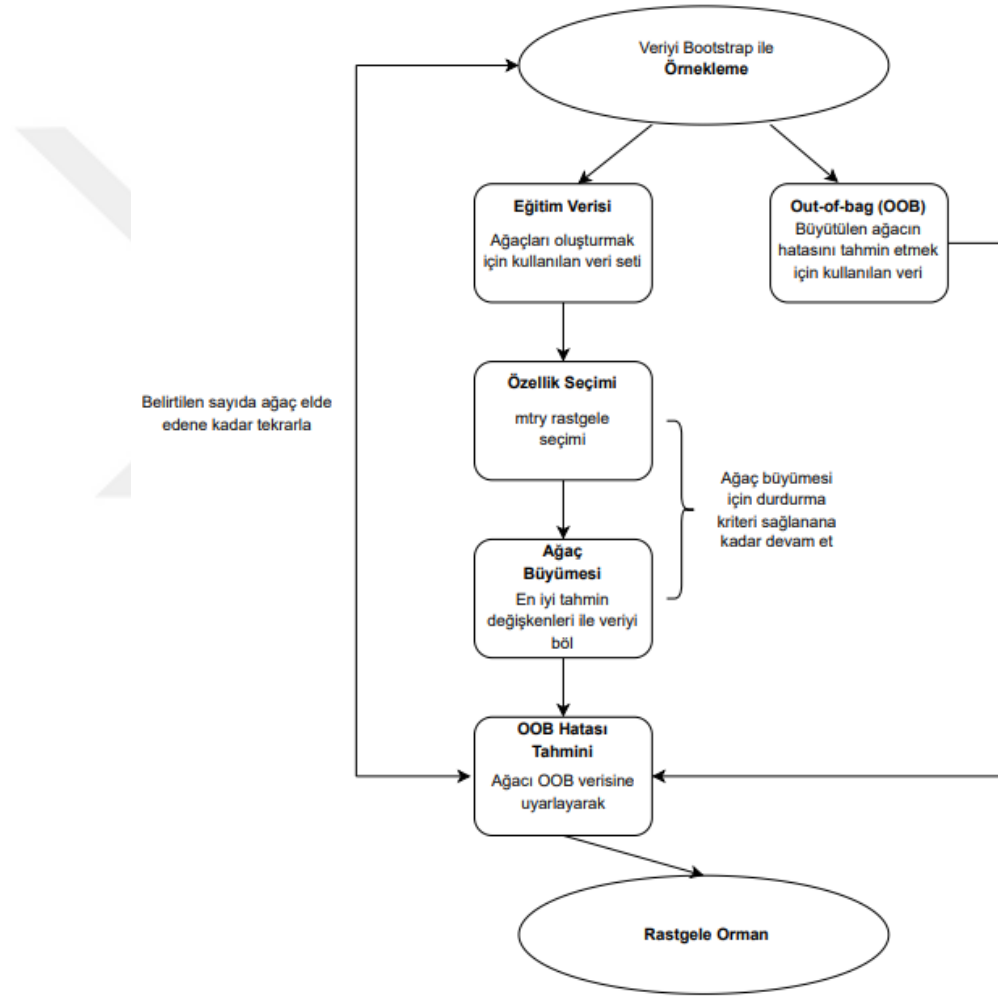 Veriyi Bootstrap ile
Örnekleme
Eğitim Verisi
Ağaçları oluşturmak
için kullanılan veri seti
Out-of-bag (OOB)
Büyütülen ağacın
hatasını tahmin etmek
için kullanılan veri
Özellik Seçimi
mtry rastgele
seçimi
Belirtilen sayıda ağaç elde
edene kadar tekrarla
Ağaç büyümesi
için durdurma
kriteri sağlanana
kadar devam et
Ağaç
Büyümesi
En iyi tahmin
değişkenleri ile veriyi
böl
OOB Hatası
Tahmini
Ağacı OOB verisine
uyarlayarak
Rastgele Orman